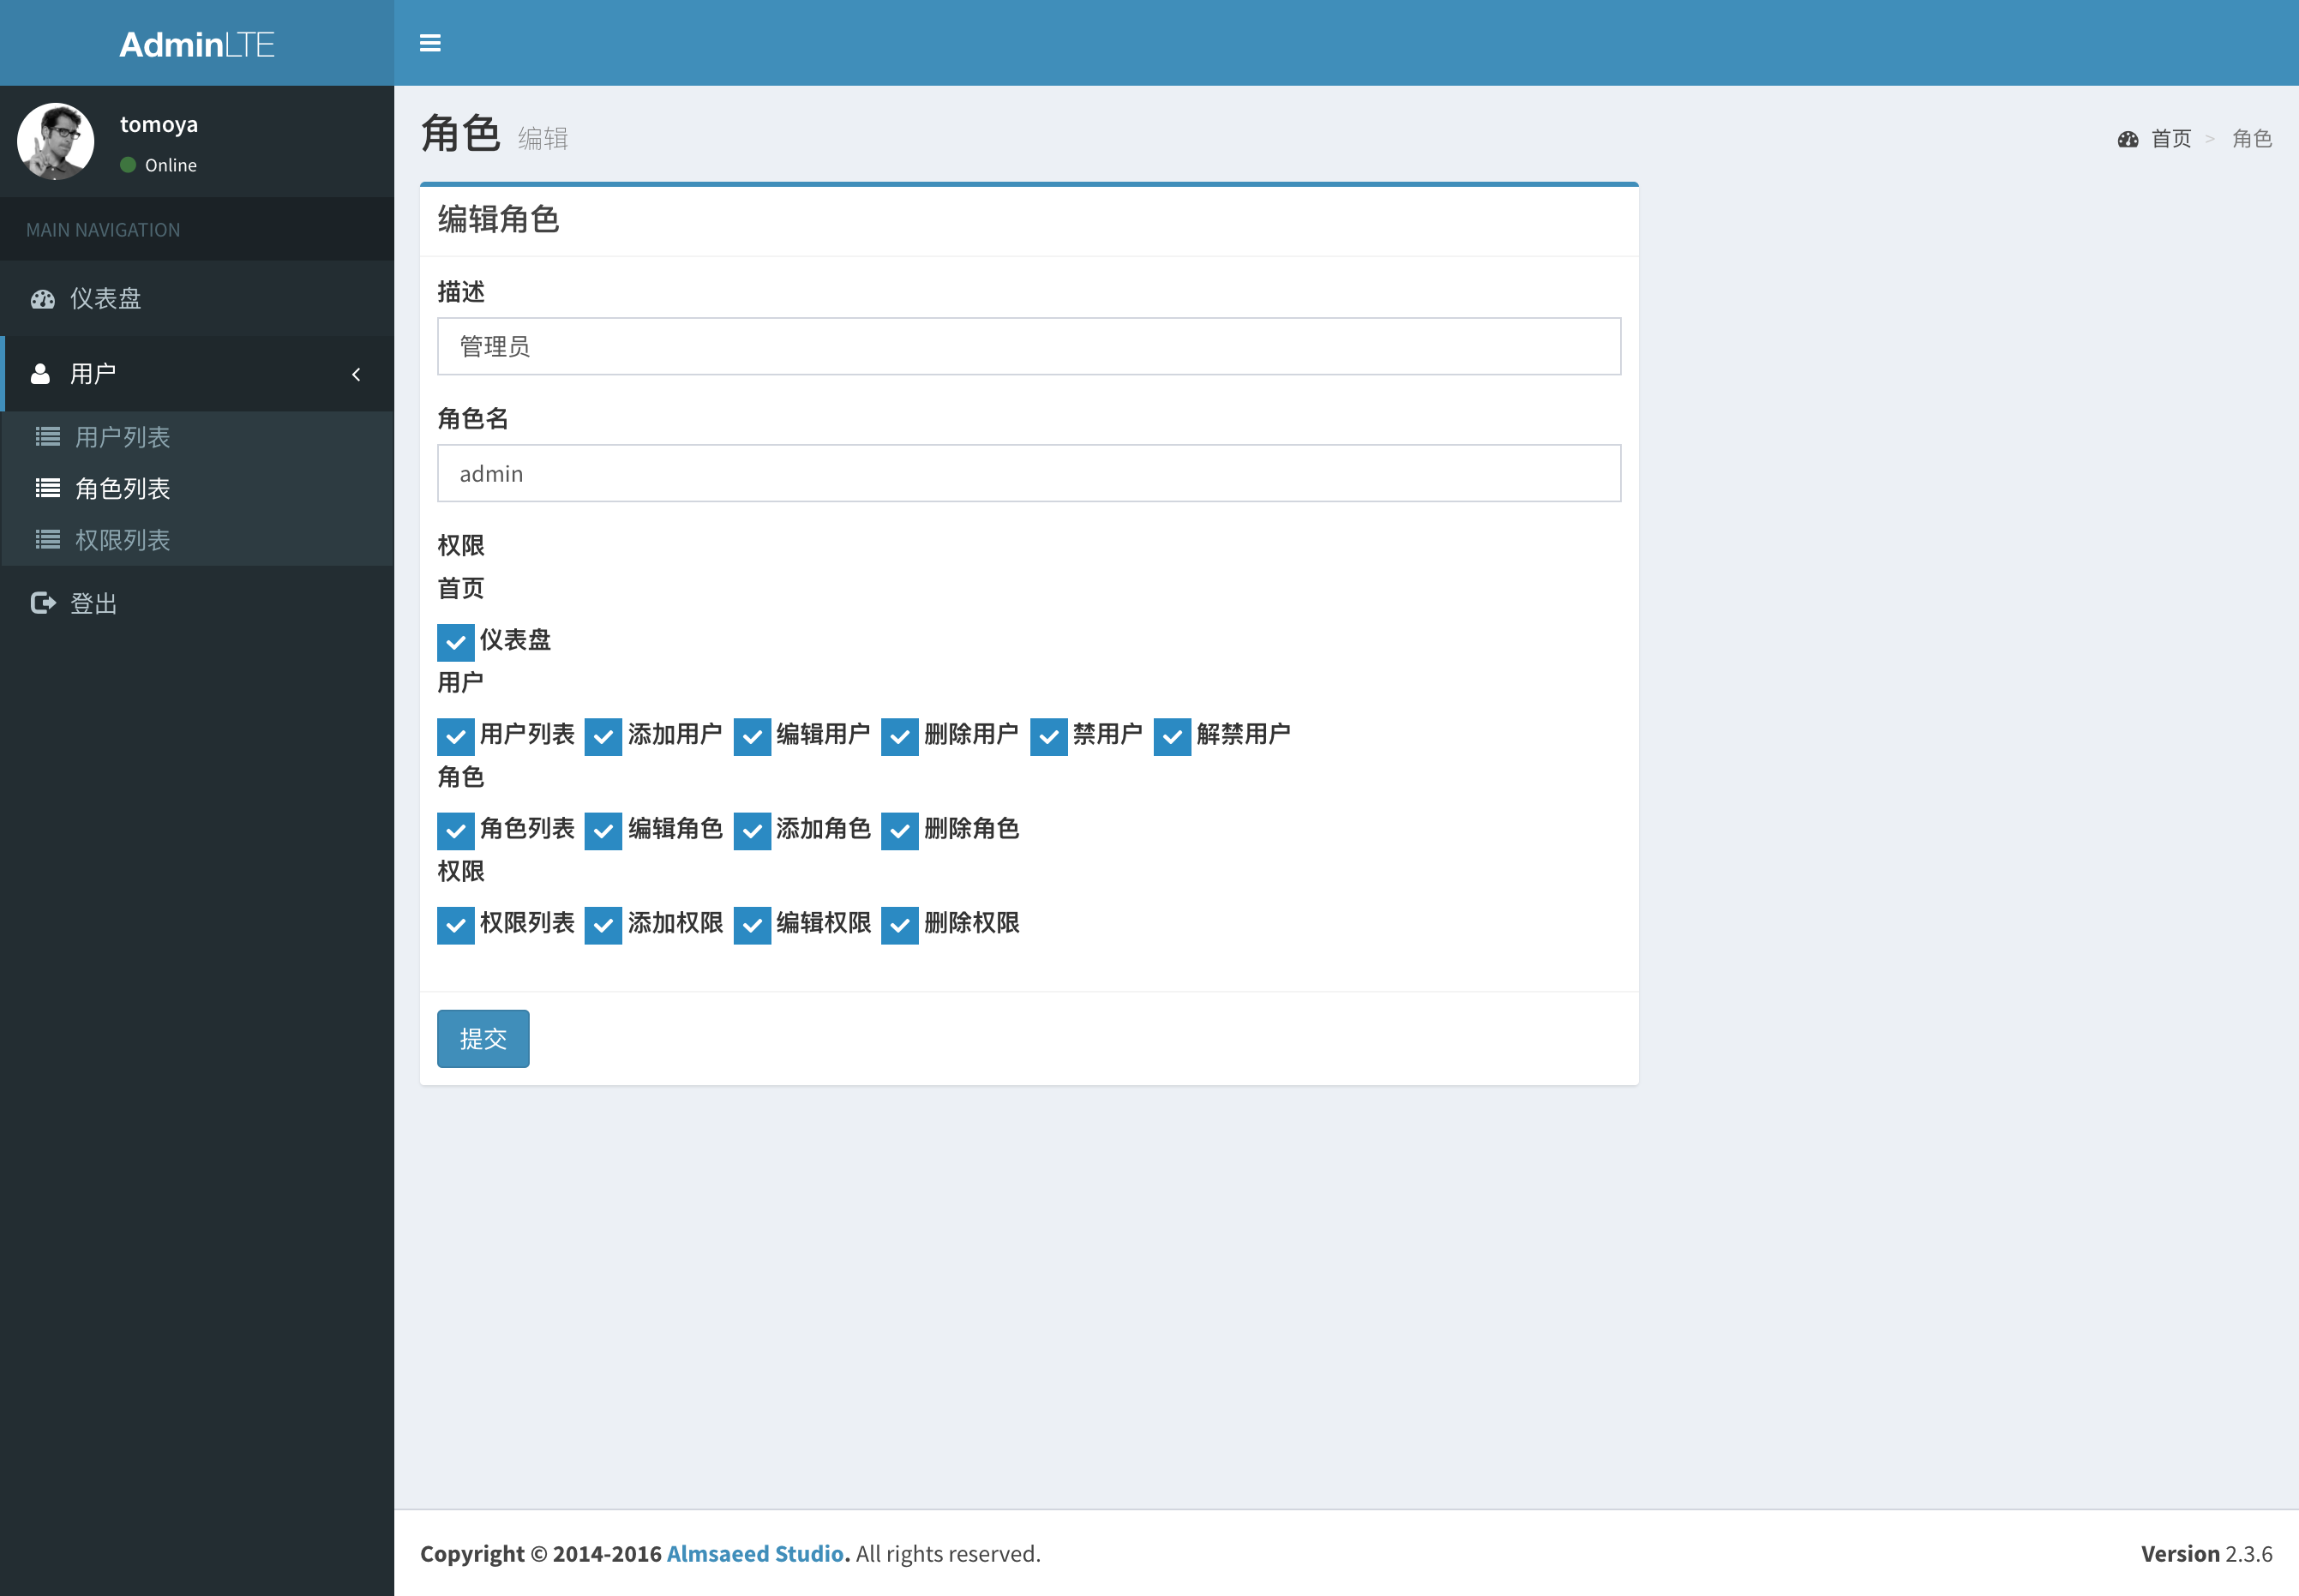 AdminLTE
tomoya
Online
MAIN NAVIGATION
仪表盘
用户
用户列表
角色列表
权限列表
登出
角色 编辑
首页 > 角色
编辑角色
描述
管理员
角色名
admin
权限
首页
仪表盘
用户
用户列表 添加用户 编辑用户 删除用户 禁用户 解禁用户
角色
角色列表 编辑角色 添加角色 删除角色
权限
权限列表 添加权限 编辑权限 删除权限
提交
Copyright © 2014-2016 Almsaeed Studio. All rights reserved.
Version 2.3.6